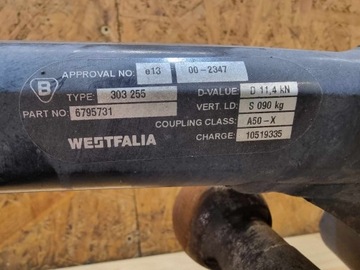 APPROVAL NO: e13 00-2347
B
TYPE: 303 255 D-VALUE: D 11,4 kN
PART NO: 6795731 VERT. LD: S 090 kg
COUPLING CLASS: A50-X
WESTFALIA CHARGE: 10519335